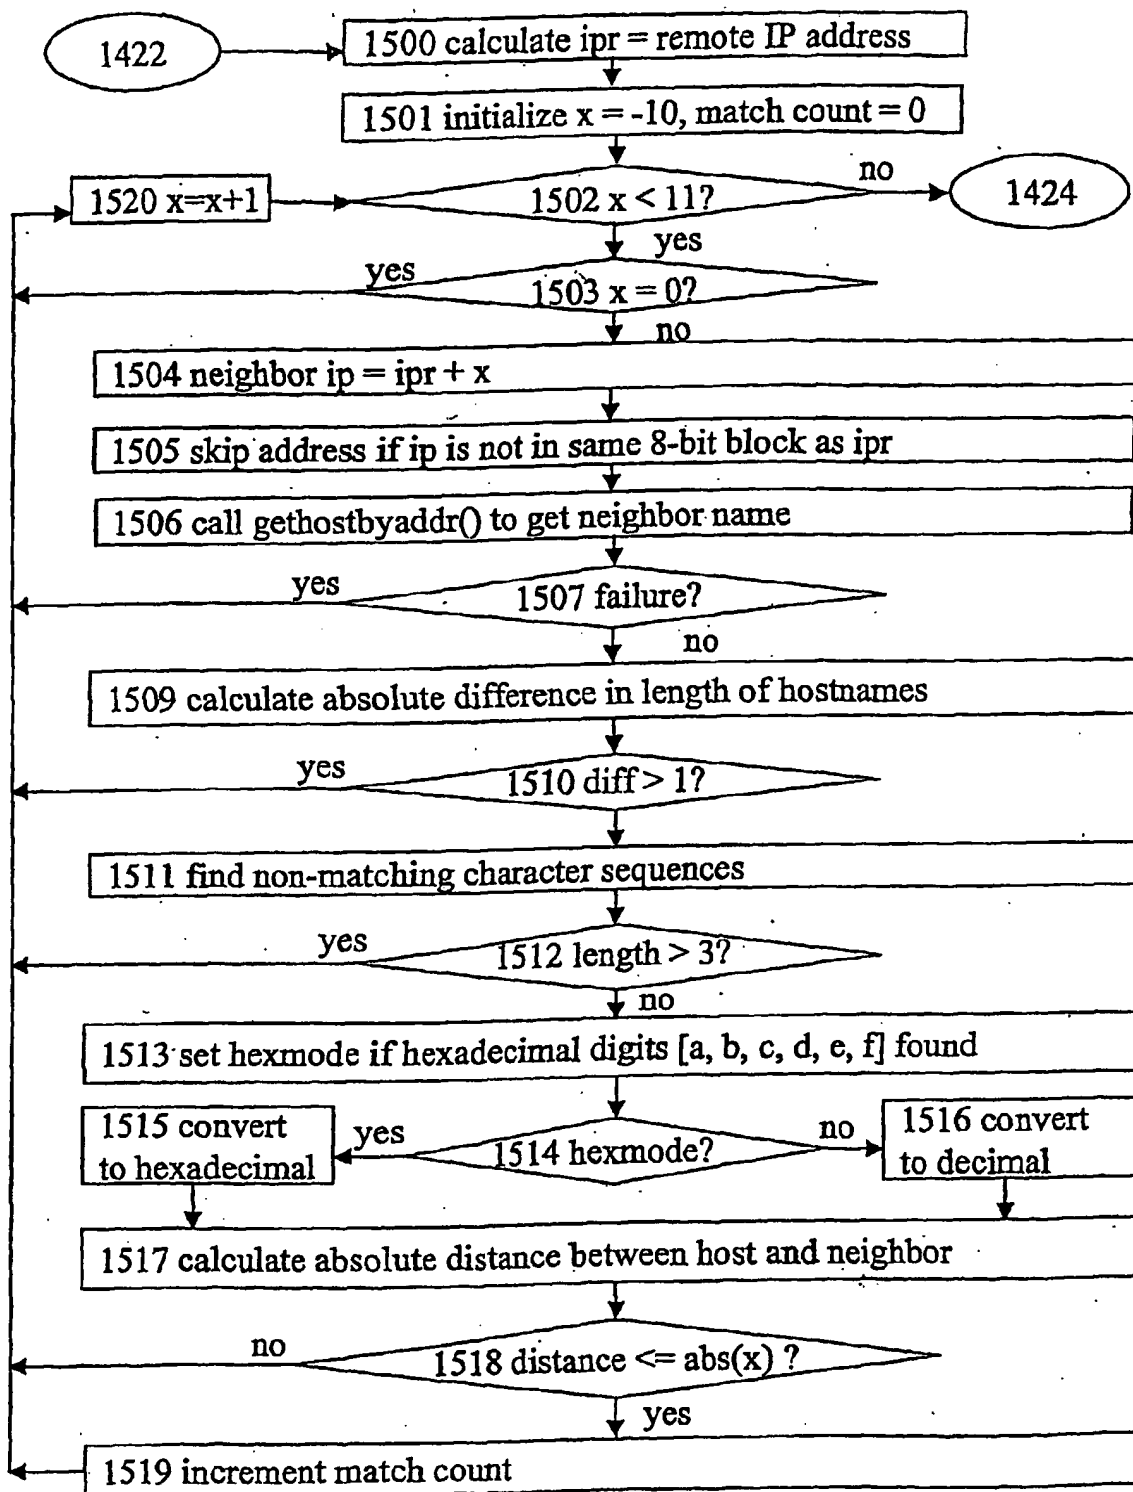 1422
1500 calculate ipr = remote IP address
1501 initialize x = -10, match count = 0
1520 x=x+1
1502 x < 11?
no
1424
yes
yes
1503 x = 0?
no
1504 neighbor ip = ipr + x
1505 skip address if ip is not in same 8-bit block as ipr
1506 call gethostbyaddr() to get neighbor name
yes
1507 failure?
no
1509 calculate absolute difference in length of hostnames
yes
1510 diff > 1?
1511 find non-matching character sequences
yes
1512 length > 3?
no
1513 set hexmode if hexadecimal digits [a, b, c, d, e, f] found
1515 convert
to hexadecimal
yes
1514 hexmode?
no
1516 convert
to decimal
1517 calculate absolute distance between host and neighbor
no
1518 distance <= abs(x) ?
yes
1519 increment match count